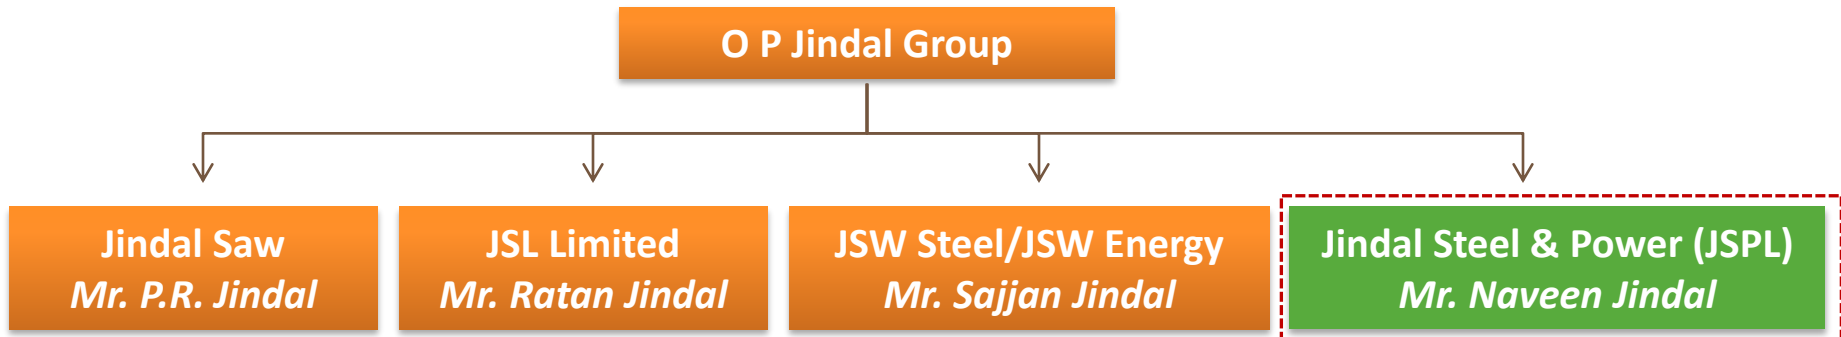 O P Jindal Group
Jindal Saw
Mr. P.R. Jindal
JSL Limited
Mr. Ratan Jindal
JSW Steel/JSW Energy
Mr. Sajjan Jindal
Jindal Steel & Power (JSPL)
Mr. Naveen Jindal